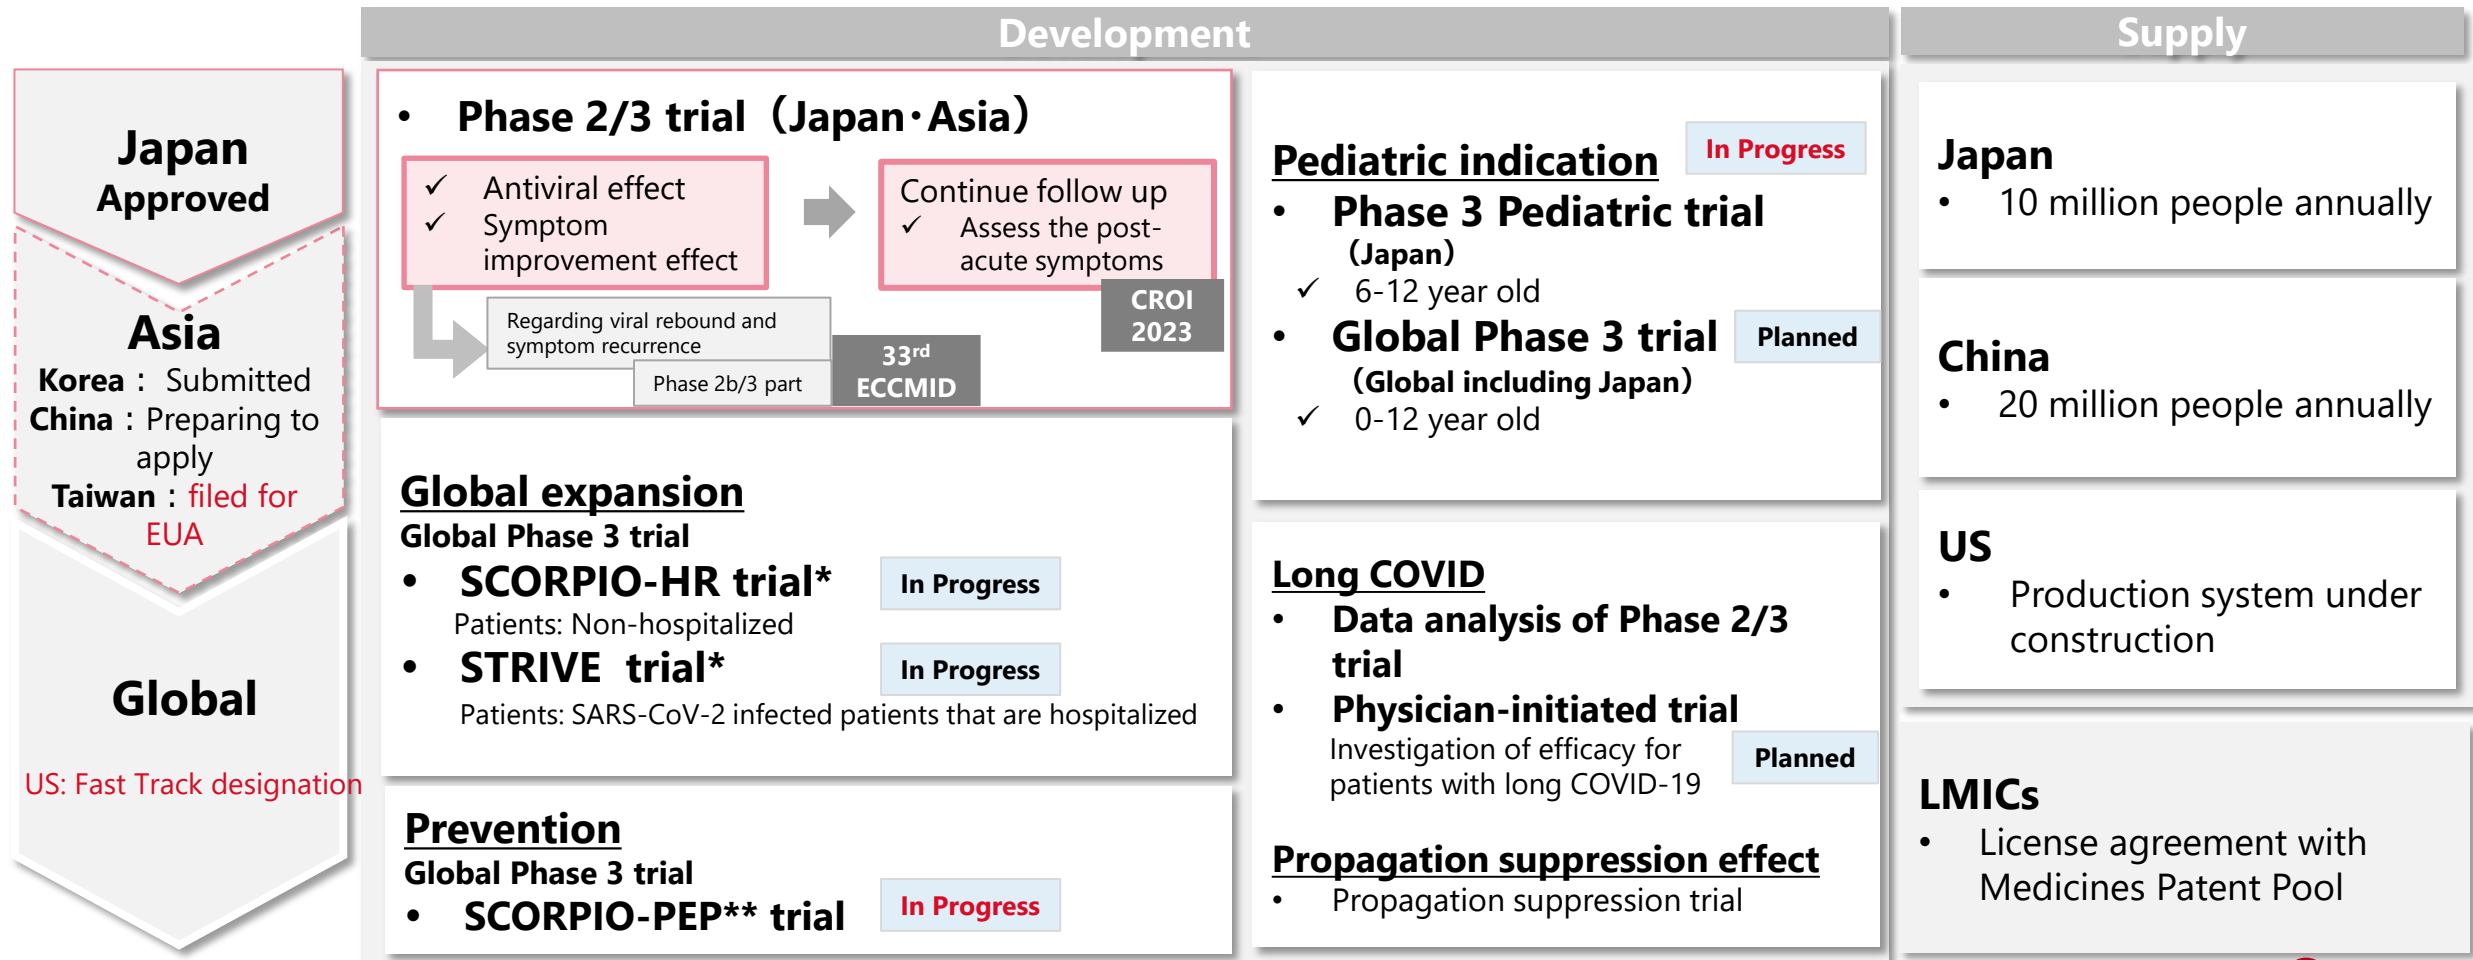 Development
Supply
Japan
Approved
Asia
Korea： Submitted
China：Preparing to
apply
Taiwan：filed for
EUA
Global
US: Fast Track designation
• Phase 2/3 trial（Japan･Asia）
✓ Antiviral effect
✓ Symptom
improvement effect
Continue follow up
✓ Assess the post-
acute symptoms
CROI
2023
Regarding viral rebound and
symptom recurrence
Phase 2b/3 part
33rd
ECCMID
Global expansion
Global Phase 3 trial
• SCORPIO-HR trial*
In Progress
Patients: Non-hospitalized
• STRIVE trial*
In Progress
Patients: SARS-CoV-2 infected patients that are hospitalized
Prevention
Global Phase 3 trial
• SCORPIO-PEP** trial
In Progress
Pediatric indication
In Progress
• Phase 3 Pediatric trial
（Japan）
✓ 6-12 year old
• Global Phase 3 trial
Planned
（Global including Japan）
✓ 0-12 year old
Long COVID
• Data analysis of Phase 2/3
trial
• Physician-initiated trial
Investigation of efficacy for
patients with long COVID-19
Planned
Propagation suppression effect
• Propagation suppression trial
Japan
• 10 million people annually
China
• 20 million people annually
US
• Production system under
construction
LMICs
• License agreement with
Medicines Patent Pool